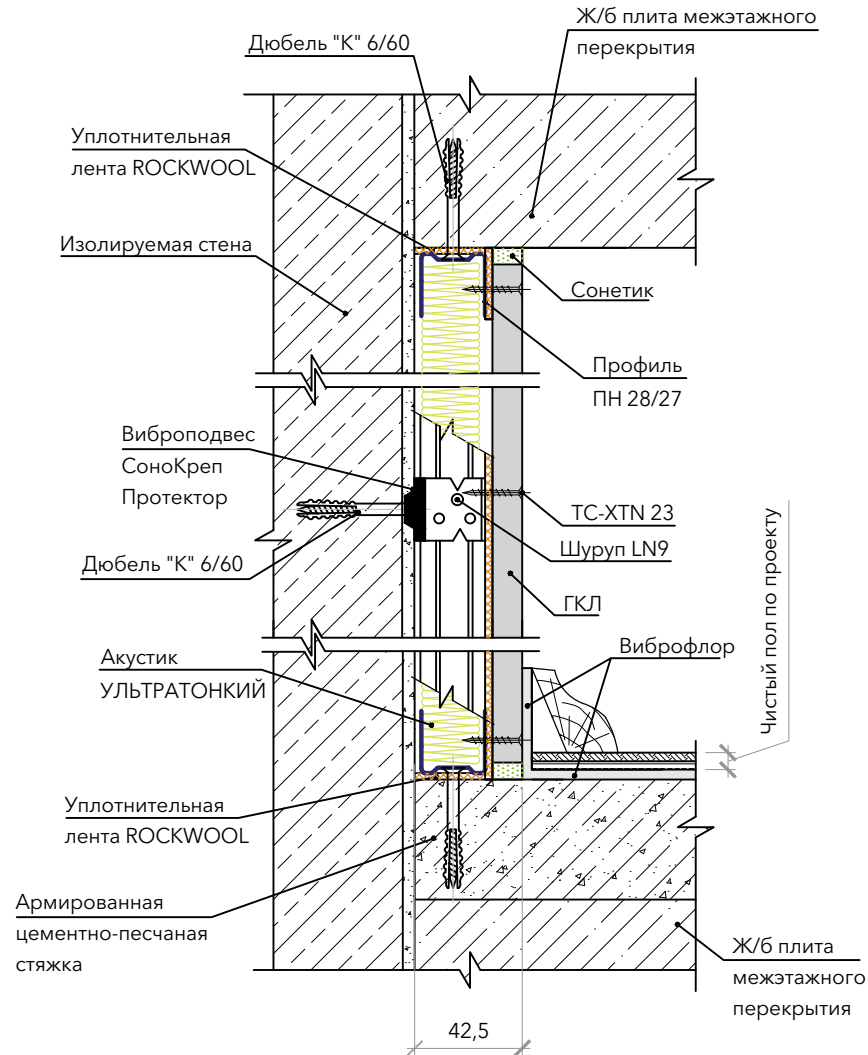 Ж/б плита межэтажного
перекрытия
Дюбель "К" 6/60
Уплотнительная
лента ROCKWOOL
Изолируемая стена
Сонетик
Профиль
ПН 28/27
Виброподвес
СоноКреп
Протектор
ТС-XTN 23
Шуруп LN9
Дюбель "К" 6/60
ГКЛ
Виброфлор
Чистый пол по проекту
Акустик
УЛЬТРАТОНКИЙ
Уплотнительная
лента ROCKWOOL
Армированная
цементно-песчаная
стяжка
Ж/б плита
межэтажного
перекрытия
42,5